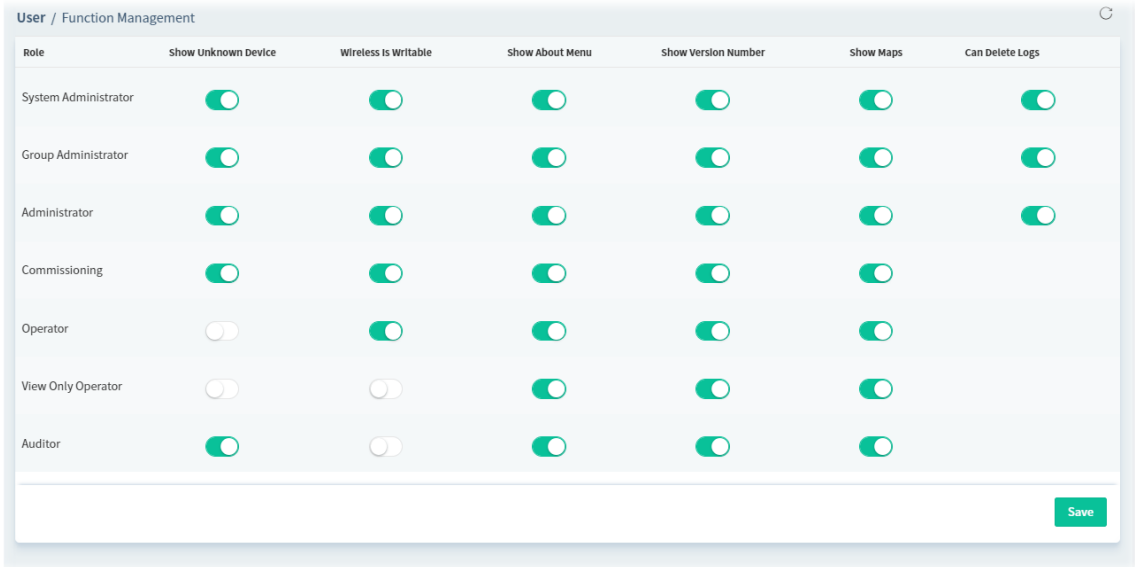 User / Function Management
Role Show Unknown Device Wireless Is Writable Show About Menu Show Version Number Show Maps Can Delete Logs
System Administrator
Group Administrator
Administrator
Commissioning
Operator
View Only Operator
Auditor
Save